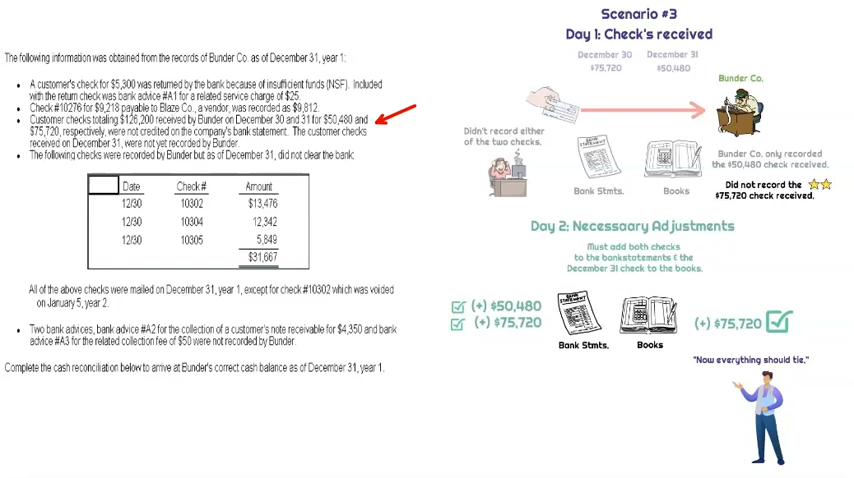 The following information was obtained from the records of Bunder Co. as of December 31, year 1:
• A customer's check for $5,300 was returned by the bank because of insufficient funds (NSF). Included
with the return check was bank advice #A1 for a related service charge of $25.
• Check #10276 for $9,218 payable to Blaze Co., a vendor, was recorded as $9,812.
• Customer checks totaling $126,200 received by Bunder on December 30 and 31 for $50,480 and
$75,720, respectively, were not credited on the company's bank statement. The customer checks
received on December 31, were not yet recorded by Bunder.
• The following checks were recorded by Bunder but as of December 31, did not clear the bank:
Date Check # Amount
12/30 10302 $13,476
12/30 10304 12,342
12/30 10305 5,849
$31,667
All of the above checks were mailed on December 31, year 1, except for check #10302 which was voided
on January 5, year 2.
• Two bank advices, bank advice #A2 for the collection of a customer's note receivable for $4,350 and bank
advice #A3 for the related collection fee of $50 were not recorded by Bunder.
Complete the cash reconciliation below to arrive at Bunder's correct cash balance as of December 31, year 1.
Scenario #3
Day 1: Check's received
December 30 December 31
$75,720 $50,480
Bunder Co.
Didn't record either
of the two checks.
BANK STATEMENT
Bank Stmts. Books
Bunder Co. only recorded
the $50,480 check received.
Did not record the
$75,720 check received.
Day 2: Necessaary Adjustments
Must add both checks
to the bankstatements & the
December 31 check to the books.
(+) $50,480
(+) $75,720
BANK STATEMENT
(+) $75,720
Bank Stmts. Books
"Now everything should tie."